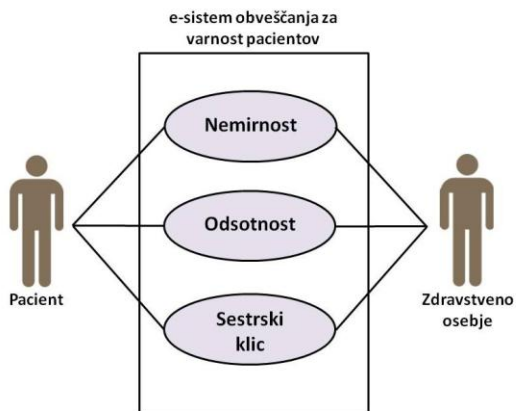 e-sistem obveščanja za
varnost pacientov
Nemirnost
Odsotnost
Sestrski
klic
Pacient
Zdravstveno
osebje